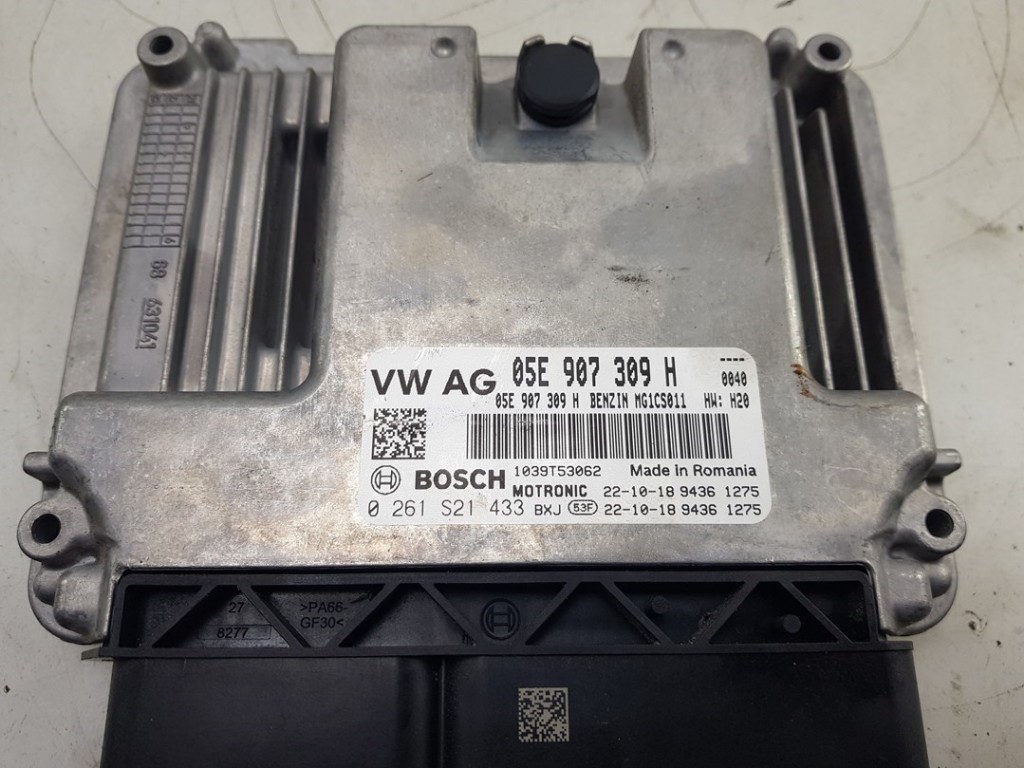 68 631041
VW AG 05E 907 309 H ----
0040
05E 907 309 H BENZIN MG1CS011 HW: H20
BOSCH 1039T53062 Made in Romania
MOTRONIC 22-10-18 9436 1275
0 261 S21 433 BXJ 53F 22-10-18 9436 1275
27
8277
>PA66-
GF30<